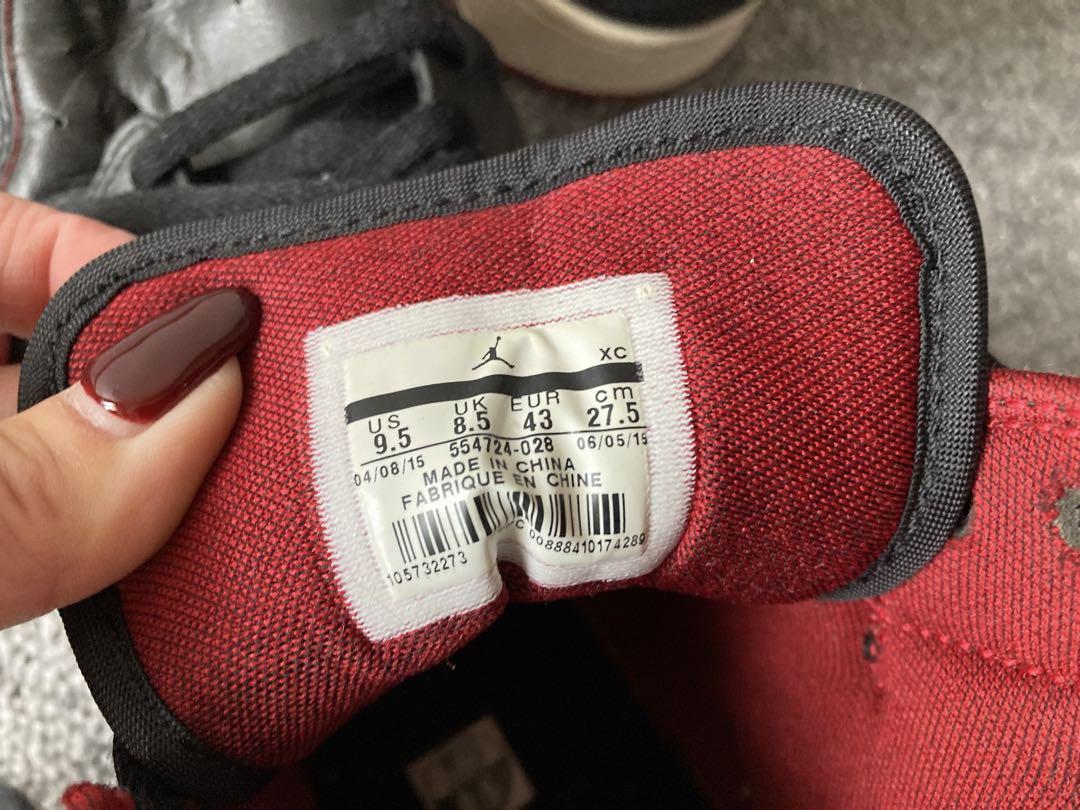 XC
US UK EUR cm
9.5 8.5 43 27.5
04/08/15 554724-028 06/05/15
MADE IN CHINA
FABRIQUE EN CHINE
105732273 00888410174289